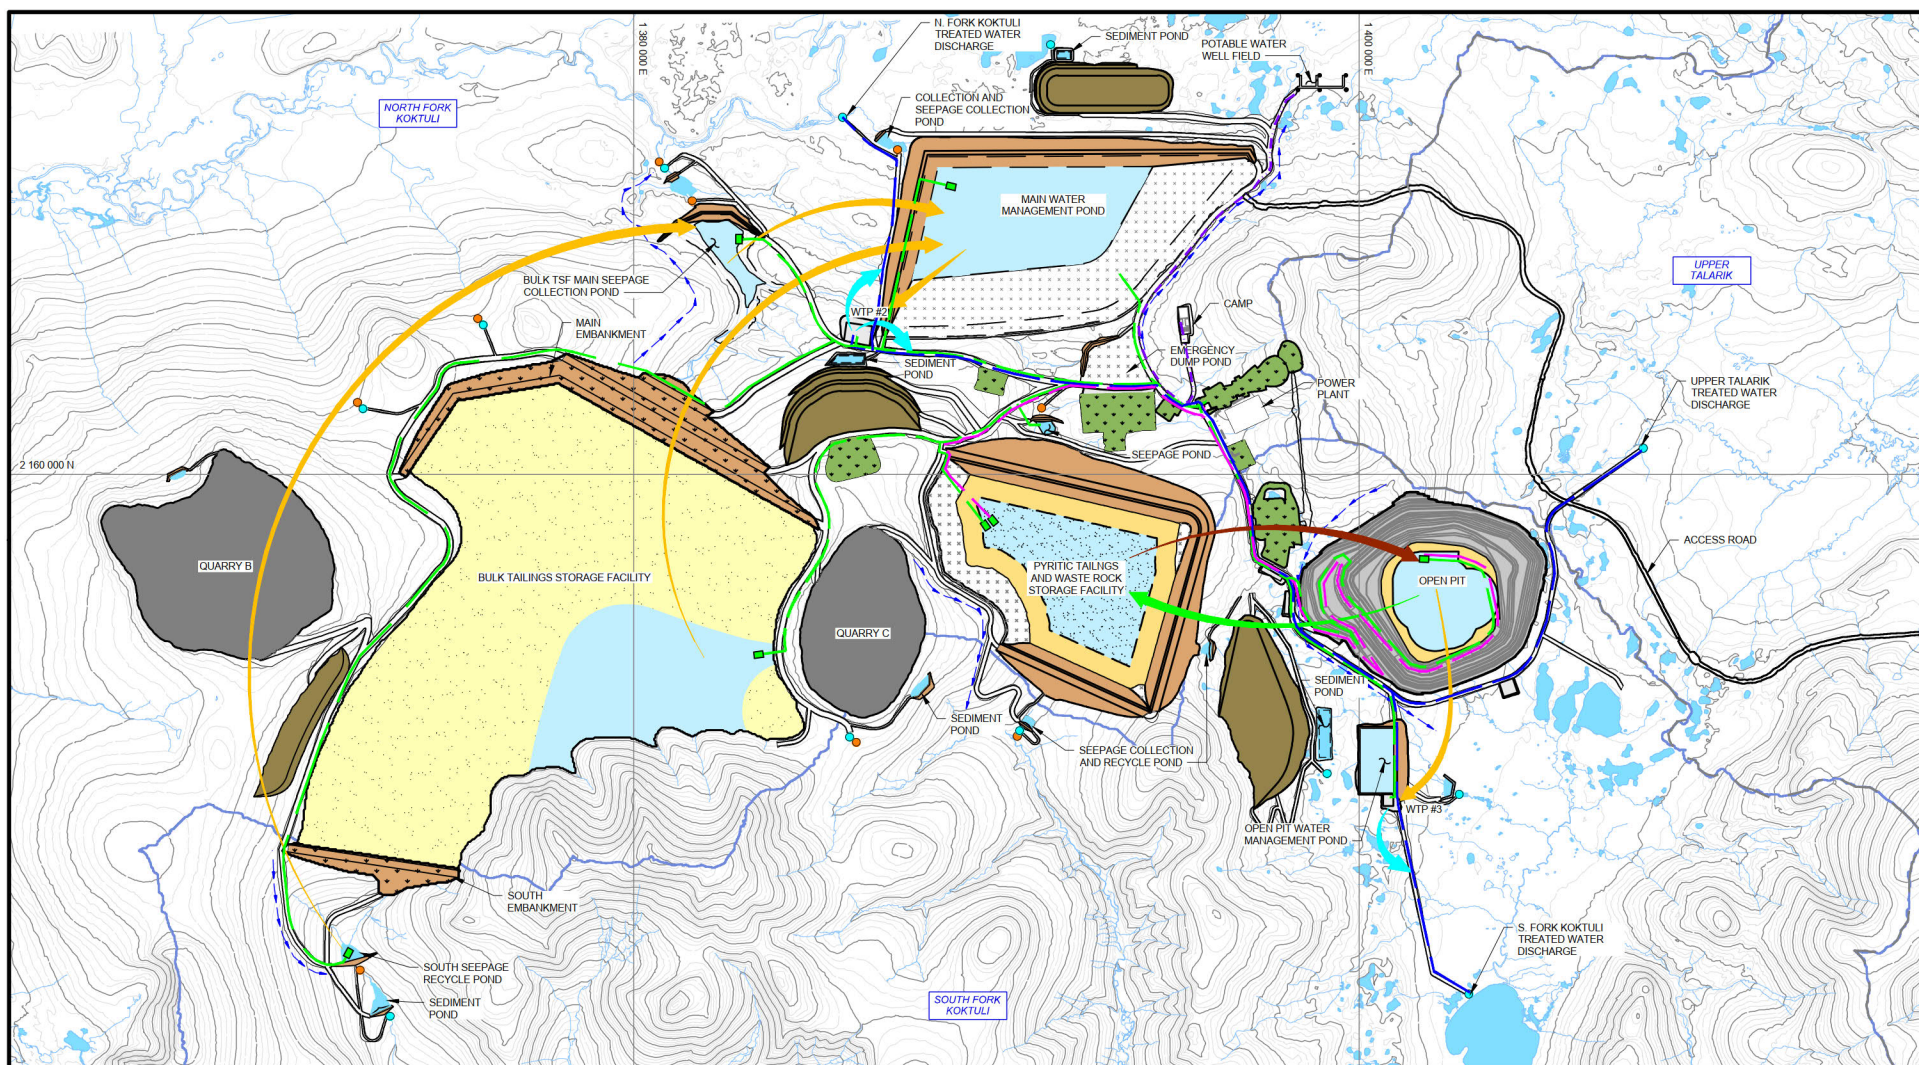 N. FORK KOKTULI
TREATED WATER
DISCHARGE
SEDIMENT POND
POTABLE WATER
WELL FIELD
1 380 000 E
1 400 000 E
NORTH FORK
KOKTULI
COLLECTION AND
SEEPAGE COLLECTION
POND
MAIN WATER
MANAGEMENT POND
UPPER
TALARIK
BULK TSF MAIN SEEPAGE
COLLECTION POND
MAIN
EMBANKMENT
WTP #2
CAMP
SEDIMENT
POND
EMERGENCY
DUMP POND
POWER
PLANT
UPPER TALARIK
TREATED WATER
DISCHARGE
SEEPAGE POND
2 160 000 N
ACCESS ROAD
QUARRY B
BULK TAILINGS STORAGE FACILITY
PYRITIC TAILNGS
AND WASTE ROCK
STORAGE FACILITY
OPEN PIT
QUARRY C
SEDIMENT
POND
SEDIMENT
POND
SEEPAGE COLLECTION
AND RECYCLE POND
WTP #3
OPEN PIT WATER
MANAGEMENT POND
SOUTH
EMBANKMENT
S. FORK KOKTULI
TREATED WATER
DISCHARGE
SOUTH SEEPAGE
RECYCLE POND
SEDIMENT
POND
SOUTH FORK
KOKTULI